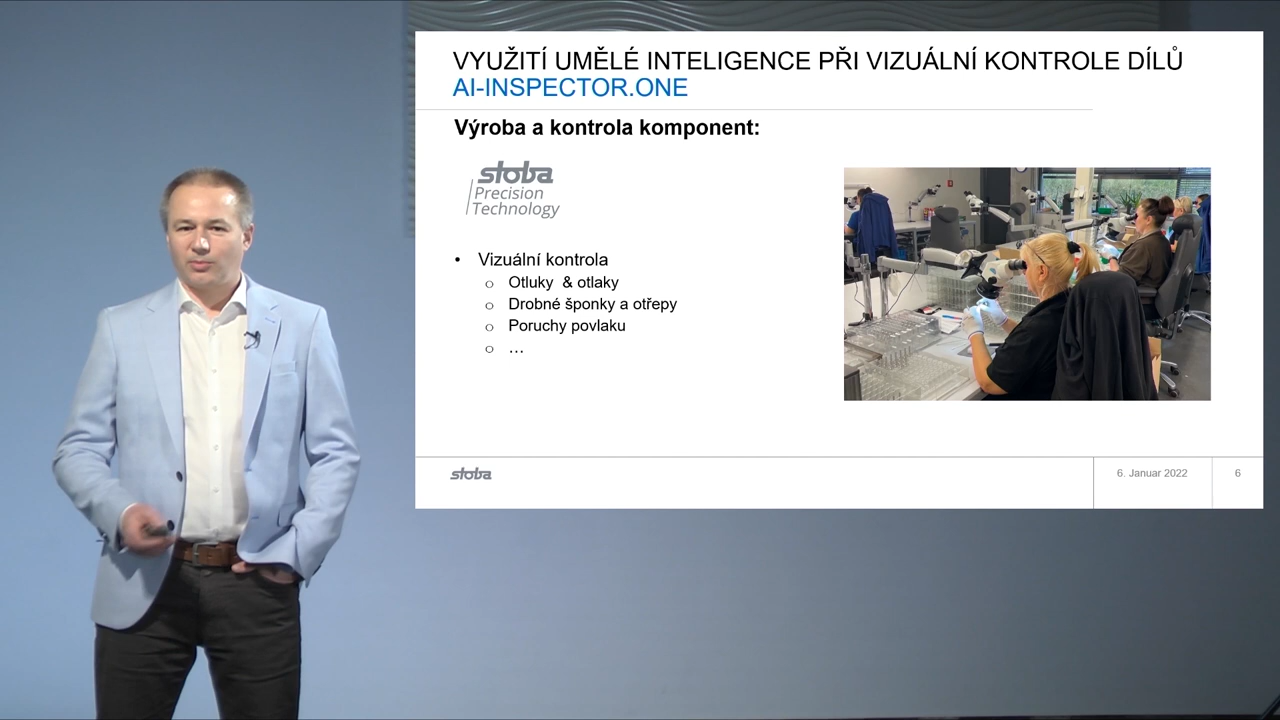 VYUŽITÍ UMĚLÉ INTELIGENCE PŘI VIZUÁLNÍ KONTROLE DÍLŮ
AI-INSPECTOR.ONE
Výroba a kontrola komponent:
stoba
Precision
Technology
• Vizuální kontrola
o Otluky & otlaky
o Drobné šponky a otřepy
o Poruchy povlaku
o …
stoba
6. Januar 2022
6